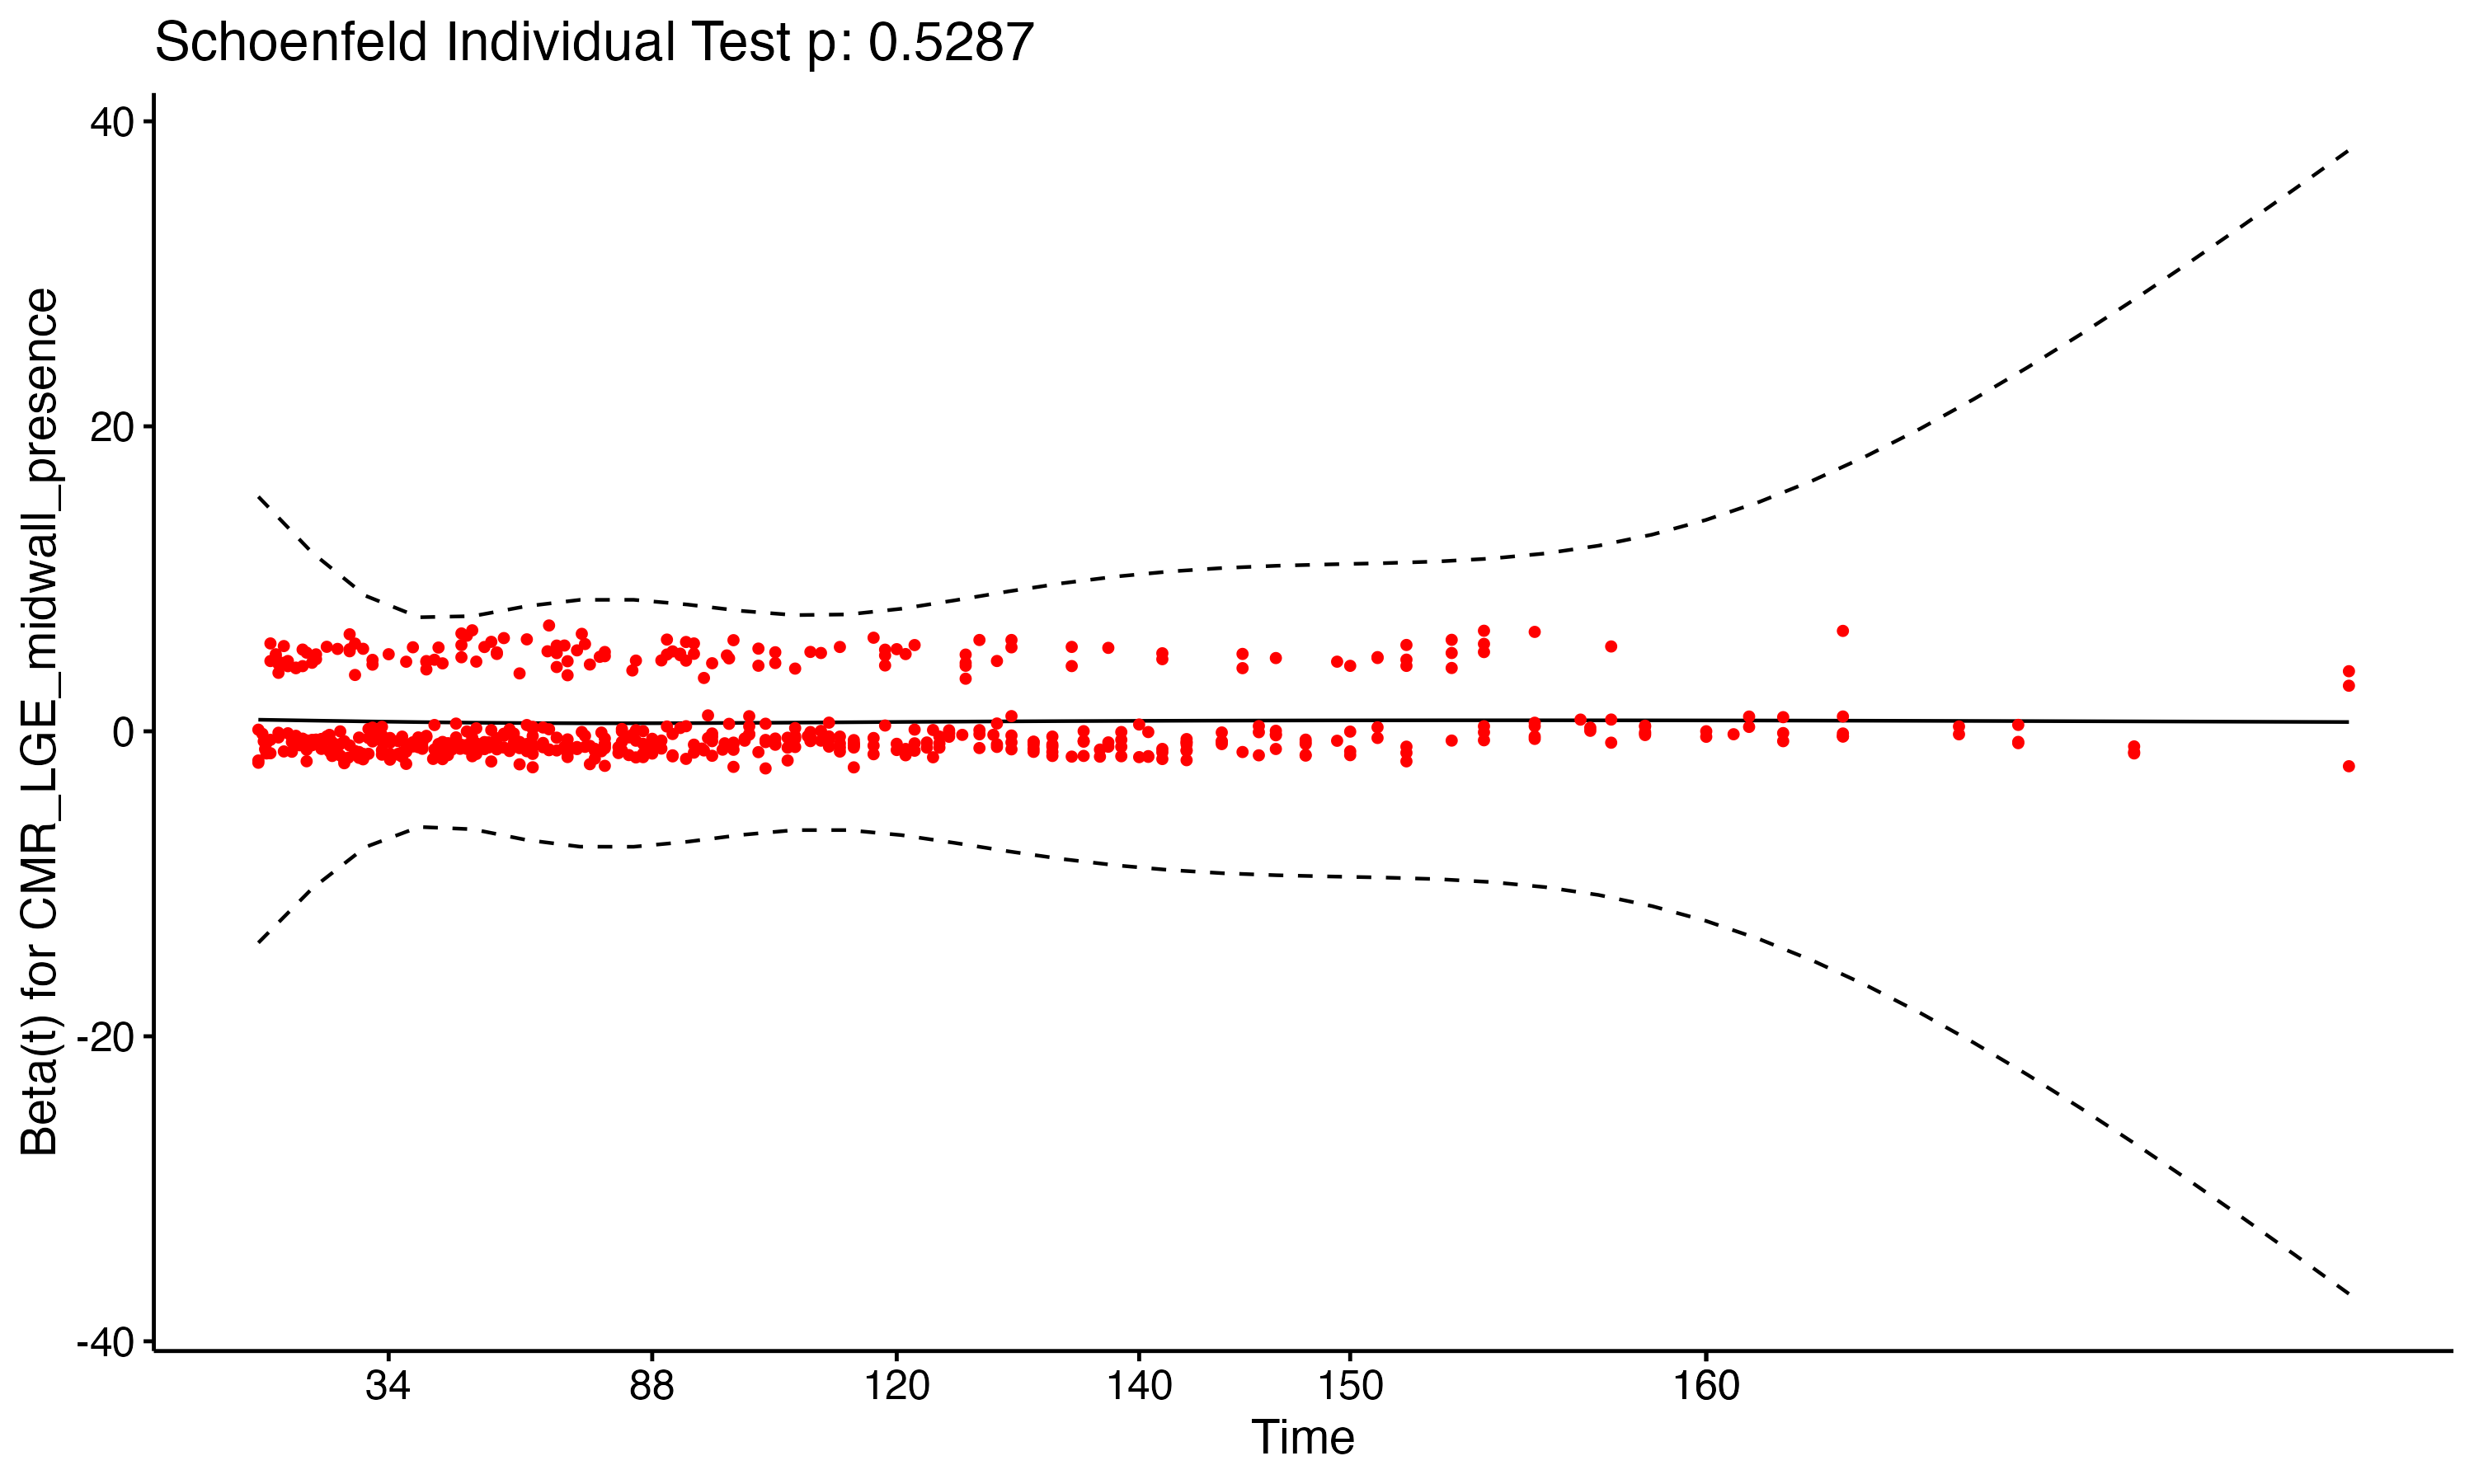 Schoenfeld Individual Test p: 0.5287
Beta(t) for CMR_LGE_midwall_presence
40
20
0
-20
-40
34 88 120 140 150 160
Time